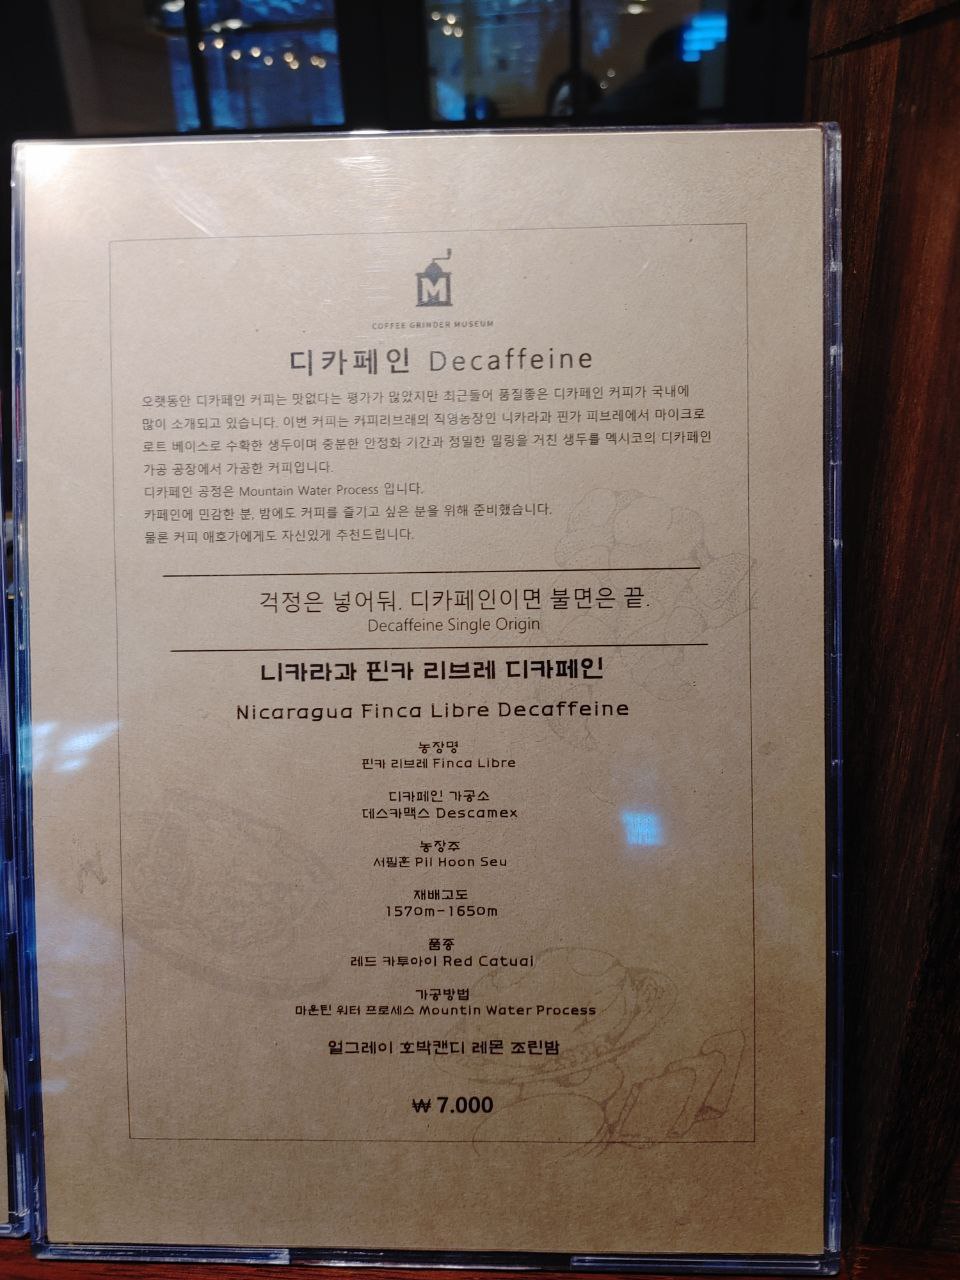 M
COFFEE GRINDER MUSEUM
디카페인 Decaffeine
오랫동안 디카페인 커피는 맛없다는 평가가 많았지만 최근들어 품질좋은 디카페인 커피가 국내에
많이 소개되고 있습니다. 이번 커피는 커피리브레의 직영농장인 니카라과 핀카 피브레에서 마이크로
로트 베이스로 수확한 생두이며 충분한 안정화 기간과 정밀한 밀링을 거친 생두를 멕시코의 디카페인
가공 공장에서 가공한 커피입니다.
디카페인 공정은 Mountain Water Process 입니다.
카페인에 민감한 분, 밤에도 커피를 즐기고 싶은 분을 위해 준비했습니다.
물론 커피 애호가에게도 자신있게 추천드립니다.
걱정은 넣어둬. 디카페인이면 불면은 끝.
Decaffeine Single Origin
니카라과 핀카 리브레 디카페인
Nicaragua Finca Libre Decaffeine
농장명
핀카 리브레 Finca Libre
디카페인 가공소
데스카맥스 Descamex
농장주
서필훈 Pil Hoon Seu
재배고도
1570m-1650m
품종
레드 카투아이 Red Catuai
가공방법
마운틴 워터 프로세스 Mountin Water Process
얼그레이 호박캔디 레몬 조린밤
₩ 7.000